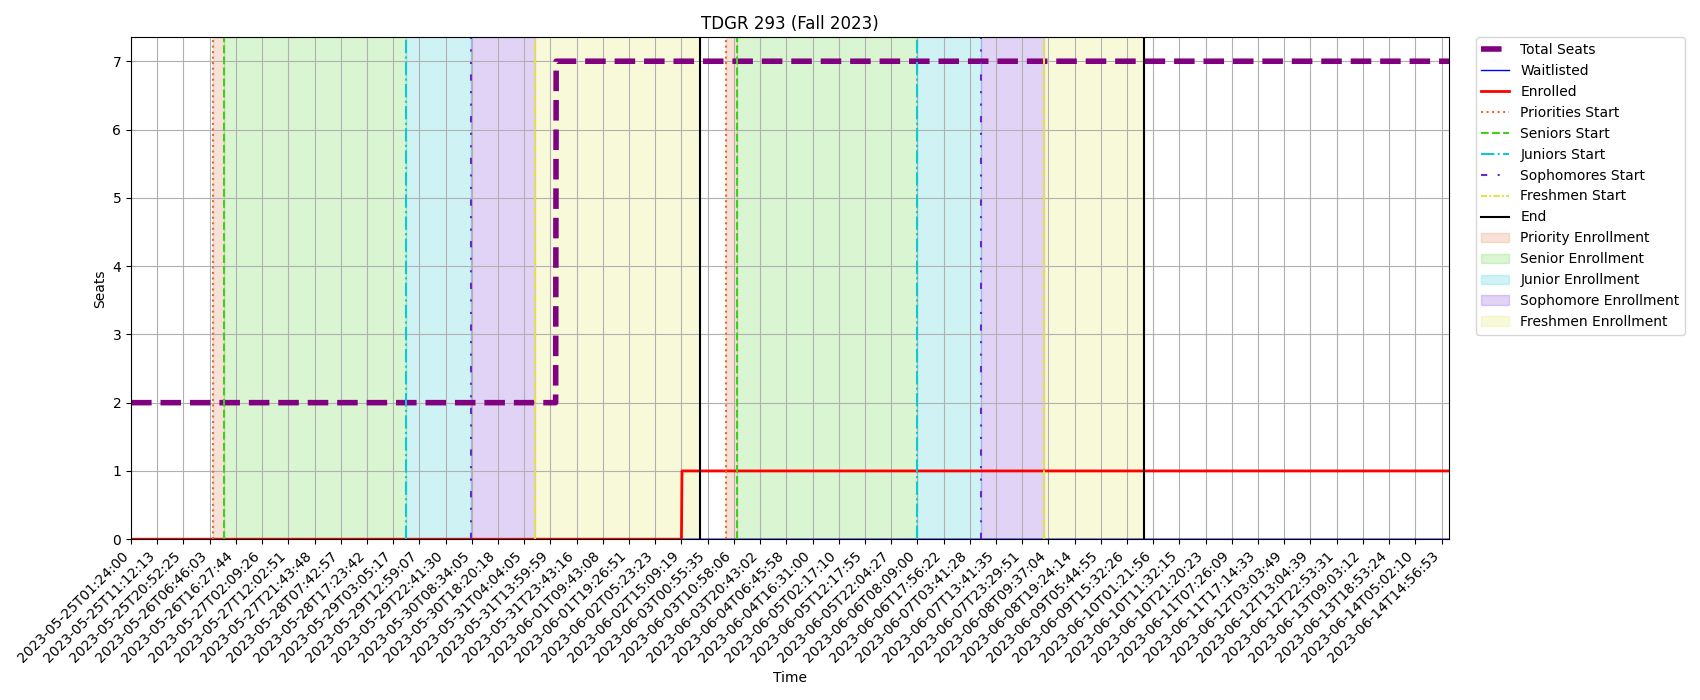 TDGR 293 (Fall 2023)
7
6
5
4
3
2
1
0
Seats
2023-05-25T01:24:00
2023-05-25T11:12:13
2023-05-25T20:52:25
2023-05-26T06:46:03
2023-05-26T16:27:44
2023-05-27T02:09:26
2023-05-27T12:02:51
2023-05-27T21:43:48
2023-05-28T07:42:57
2023-05-28T17:23:42
2023-05-29T03:05:17
2023-05-29T12:59:07
2023-05-29T22:41:30
2023-05-30T08:34:05
2023-05-30T18:20:18
2023-05-31T04:04:05
2023-05-31T13:59:59
2023-05-31T23:43:16
2023-06-01T09:43:08
2023-06-01T19:26:51
2023-06-02T05:23:23
2023-06-02T15:09:19
2023-06-03T00:55:35
2023-06-03T10:58:06
2023-06-03T20:43:02
2023-06-04T06:45:58
2023-06-04T16:31:00
2023-06-05T02:17:10
2023-06-05T12:17:55
2023-06-05T22:04:27
2023-06-06T08:09:00
2023-06-06T17:56:22
2023-06-07T03:41:28
2023-06-07T13:41:35
2023-06-07T23:29:51
2023-06-08T09:37:04
2023-06-08T19:24:14
2023-06-09T05:44:55
2023-06-09T15:32:26
2023-06-10T01:21:56
2023-06-10T11:32:15
2023-06-10T21:20:23
2023-06-11T07:26:09
2023-06-11T17:14:33
2023-06-12T03:03:49
2023-06-12T13:04:39
2023-06-12T22:53:31
2023-06-13T09:03:12
2023-06-13T18:53:24
2023-06-14T05:02:10
2023-06-14T14:56:53
Time
Total Seats
Waitlisted
Enrolled
Priorities Start
Seniors Start
Juniors Start
Sophomores Start
Freshmen Start
End
Priority Enrollment
Senior Enrollment
Junior Enrollment
Sophomore Enrollment
Freshmen Enrollment